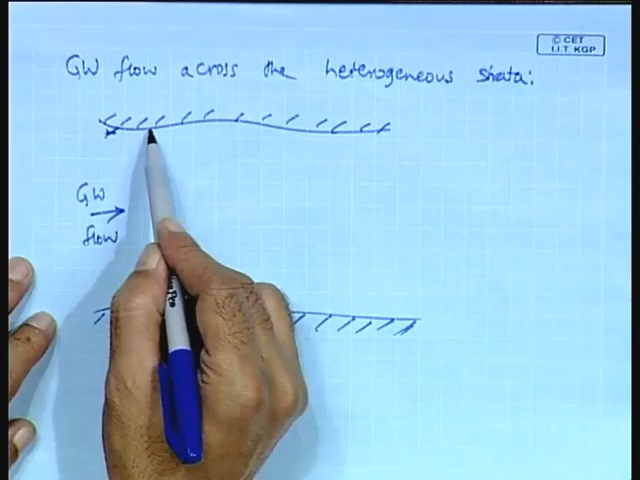 © CET
I.I.T. KGP
GW flow across the heterogeneous strata:
GW
flow